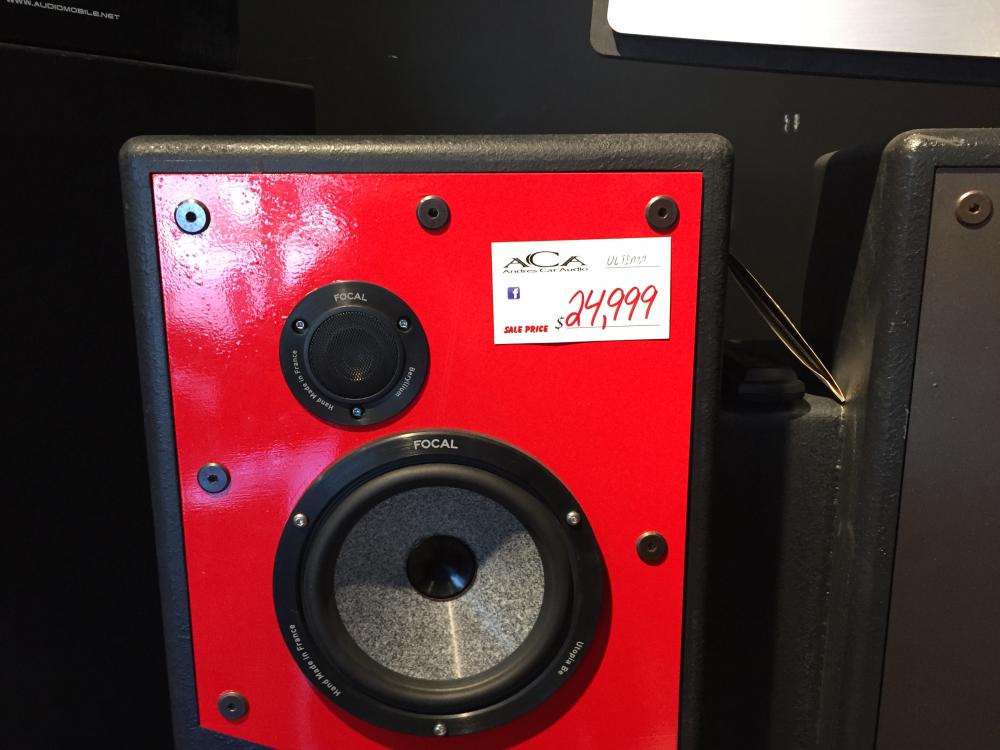 WWW.AUDIOMOBILE.NET
ACA
Andres Car Audio
f
SALE PRICE $24,999
FOCAL
Hand Made in France
Beryllium
FOCAL
Hand Made in France
Utopia Be